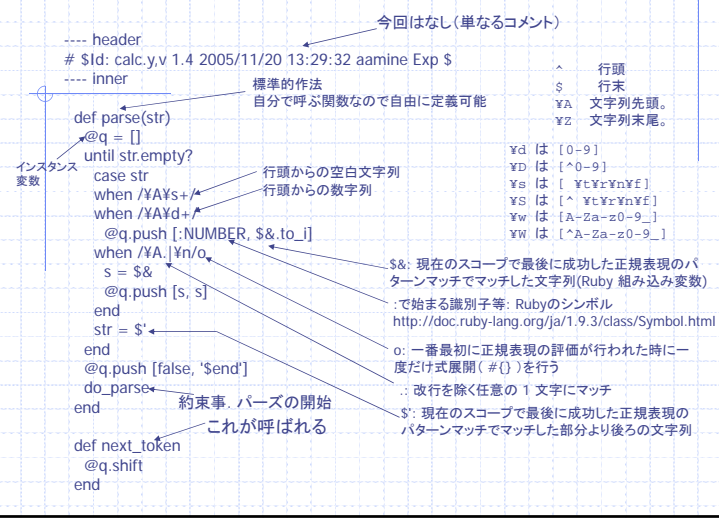 今回はなし(単なるコメント)
---- header
# $Id: calc.y,v 1.4 2005/11/20 13:29:32 aamine Exp $
---- inner
標準的作法
自分で呼ぶ関数なので自由に定義可能
def parse(str)
@q = []
until str.empty?
case str
when /¥A¥s+/
when /¥A¥d+/
@q.push [:NUMBER, $&.to_i]
when /¥A.|¥n/o
s = $&
@q.push [s, s]
end
str = $'
end
@q.push [false, '$end']
do_parse
end
def next_token
@q.shift
end
インスタンス
変数
行頭からの空白文字列
行頭からの数字列
約束事. パーズの開始
これが呼ばれる
^ 行頭
$ 行末
¥A 文字列先頭。
¥Z 文字列末尾。
¥d は [0-9]
¥D は [^0-9]
¥s は [ ¥t¥r¥n¥f]
¥S は [^ ¥t¥r¥n¥f]
¥w は [A-Za-z0-9_]
¥W は [^A-Za-z0-9_]
$&: 現在のスコープで最後に成功した正規表現のパ
ターンマッチでマッチした文字列(Ruby 組み込み変数)
:で始まる識別子等: Rubyのシンボル
http://doc.ruby-lang.org/ja/1.9.3/class/Symbol.html
o: 一番最初に正規表現の評価が行われた時に一
度だけ式展開( #{} )を行う
.: 改行を除く任意の 1 文字にマッチ
$': 現在のスコープで最後に成功した正規表現の
パターンマッチでマッチした部分より後ろの文字列